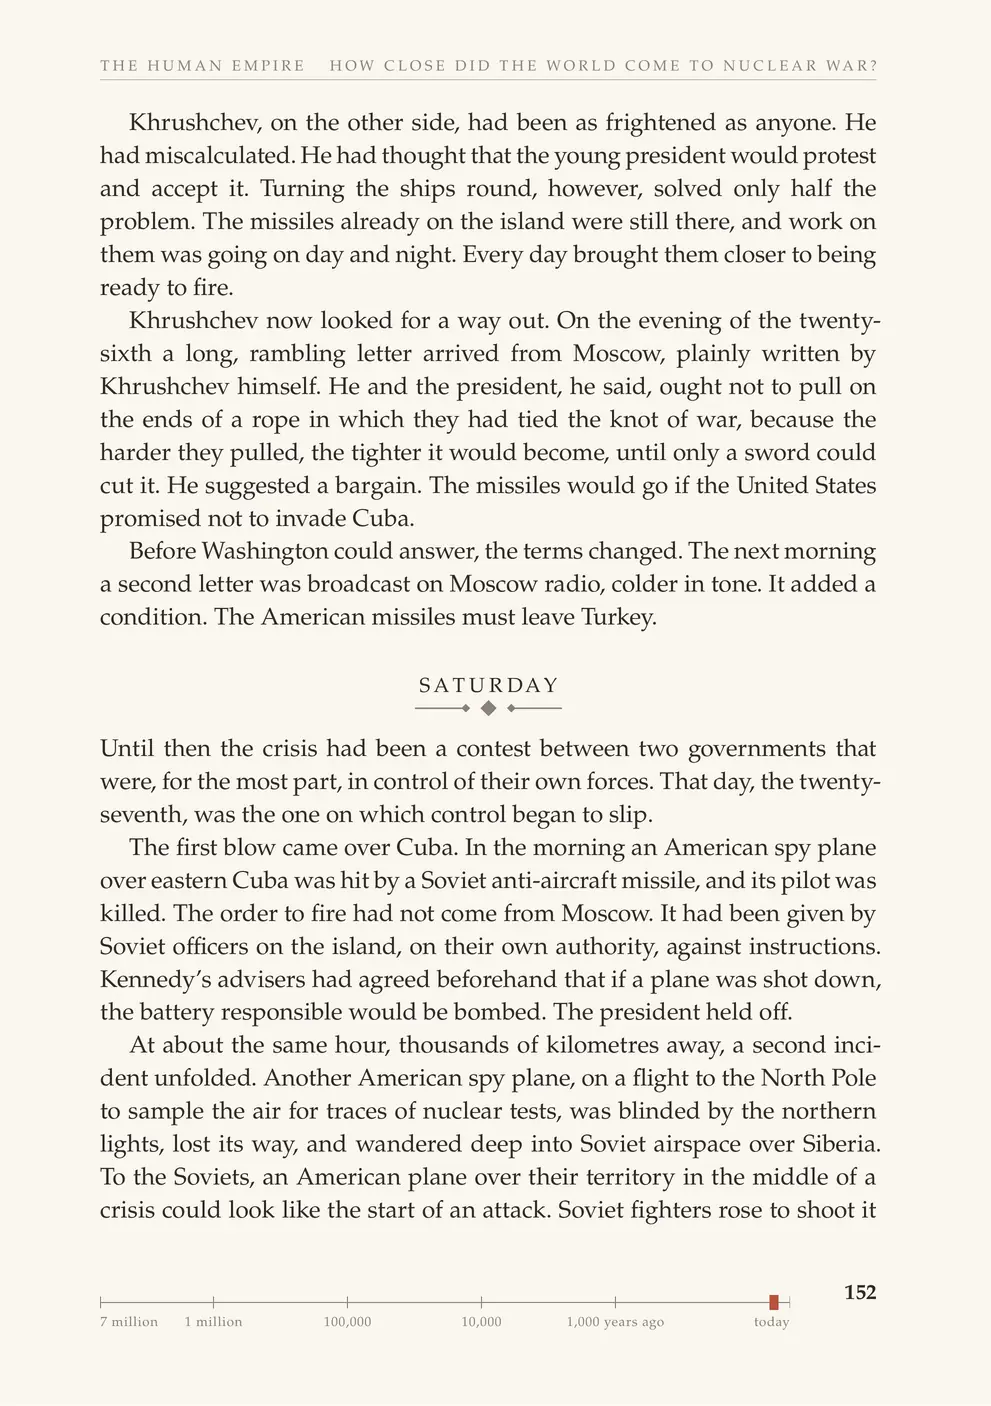 THE HUMAN EMPIRE HOW CLOSE DID THE WORLD COME TO NUCLEAR WAR?
Khrushchev, on the other side, had been as frightened as anyone. He
had miscalculated. He had thought that the young president would protest
and accept it. Turning the ships round, however, solved only half the
problem. The missiles already on the island were still there, and work on
them was going on day and night. Every day brought them closer to being
ready to fire.
Khrushchev now looked for a way out. On the evening of the twenty-
sixth a long, rambling letter arrived from Moscow, plainly written by
Khrushchev himself. He and the president, he said, ought not to pull on
the ends of a rope in which they had tied the knot of war, because the
harder they pulled, the tighter it would become, until only a sword could
cut it. He suggested a bargain. The missiles would go if the United States
promised not to invade Cuba.
Before Washington could answer, the terms changed. The next morning
a second letter was broadcast on Moscow radio, colder in tone. It added a
condition. The American missiles must leave Turkey.
SATURDAY
Until then the crisis had been a contest between two governments that
were, for the most part, in control of their own forces. That day, the twenty-
seventh, was the one on which control began to slip.
The first blow came over Cuba. In the morning an American spy plane
over eastern Cuba was hit by a Soviet anti-aircraft missile, and its pilot was
killed. The order to fire had not come from Moscow. It had been given by
Soviet officers on the island, on their own authority, against instructions.
Kennedy’s advisers had agreed beforehand that if a plane was shot down,
the battery responsible would be bombed. The president held off.
At about the same hour, thousands of kilometres away, a second inci-
dent unfolded. Another American spy plane, on a flight to the North Pole
to sample the air for traces of nuclear tests, was blinded by the northern
lights, lost its way, and wandered deep into Soviet airspace over Siberia.
To the Soviets, an American plane over their territory in the middle of a
crisis could look like the start of an attack. Soviet fighters rose to shoot it
152
7 million 1 million 100,000 10,000 1,000 years ago today